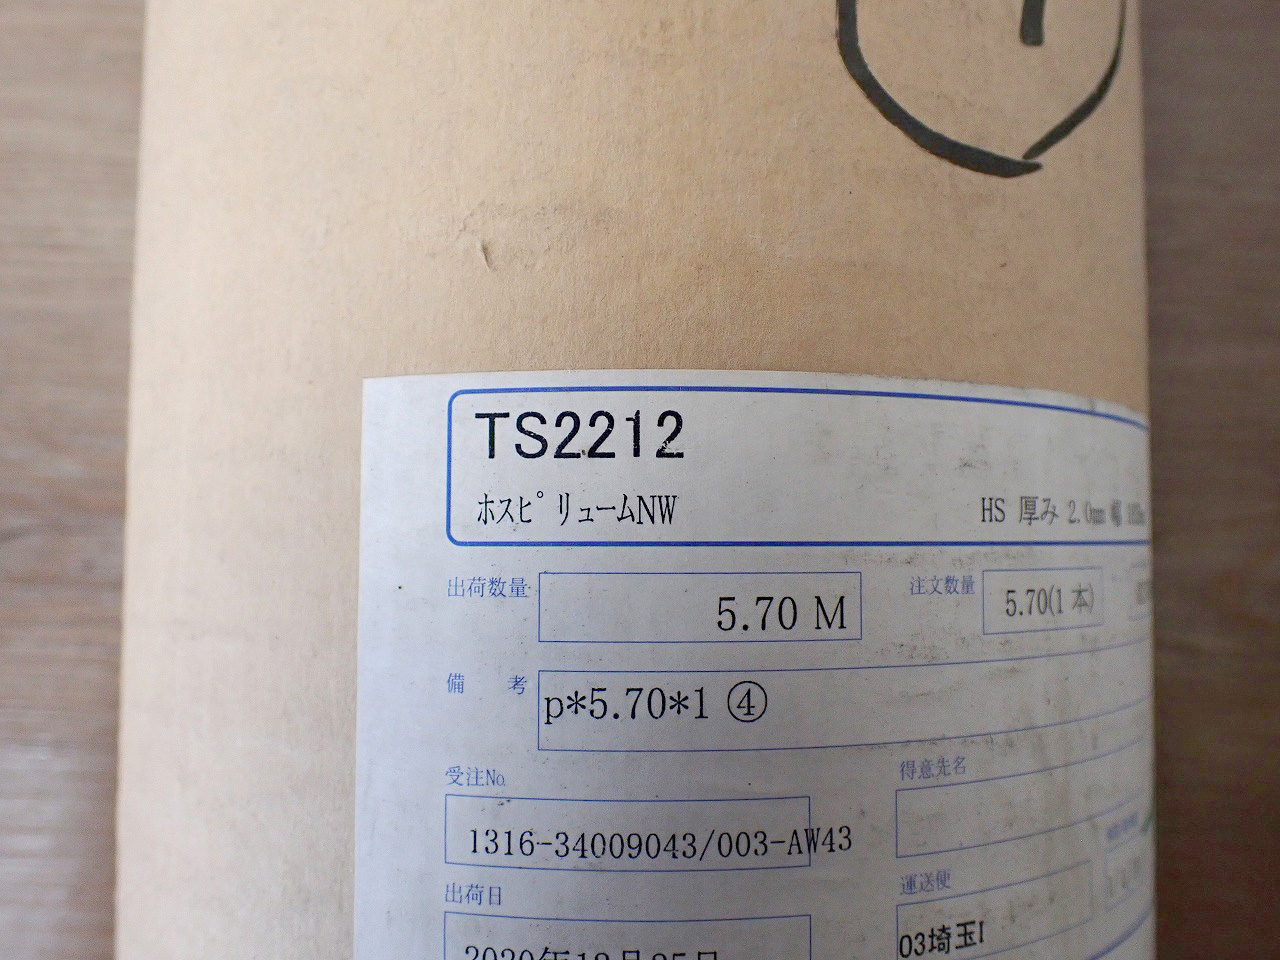 TS2212
ホスピリュームNW
HS 厚み 2.0mm 幅
出荷数量
5.70 M
注文数量
5.70(1 本)
備 考
p*5.70*1 ④
受注No.
1316-34009043/003-AW43
得意先名
出荷日
運送便
03埼玉I